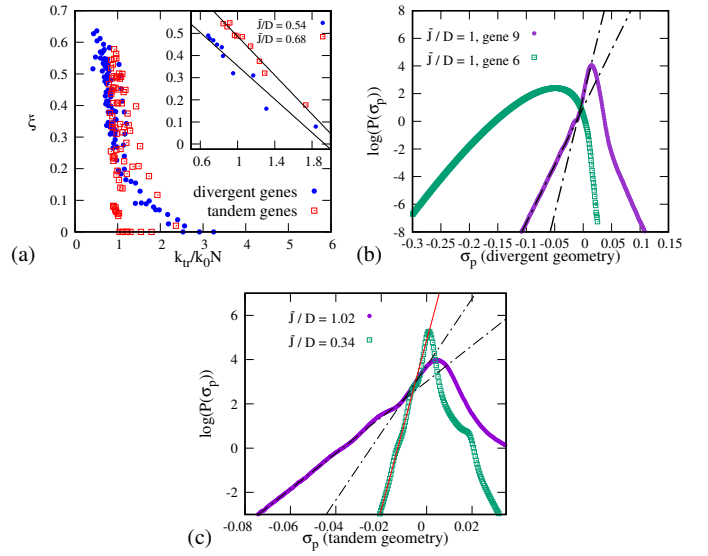 0.7
0.6
0.5
0.4
0.3
0.2
0.1
0
ξ
0 1 2 3 4 5 6
k_tr/k_0N
(a)
divergent genes
tandem genes
0.5
0.4
0.3
0.2
0.1
0
0.6 1 1.4 1.8
J̄/D = 0.54
J̄/D = 0.68
8
6
4
2
0
-2
-4
-6
-8
log(P(σ_p))
J̄ / D = 1, gene 9
J̄ / D = 1, gene 6
-0.3 -0.25 -0.2 -0.15 -0.1 -0.05 0 0.05 0.1 0.15
σ_p (divergent geometry)
(b)
6
4
2
0
-2
log(P(σ_p))
J̄ / D = 1.02
J̄ / D = 0.34
-0.08 -0.06 -0.04 -0.02 0 0.02
σ_p (tandem geometry)
(c)